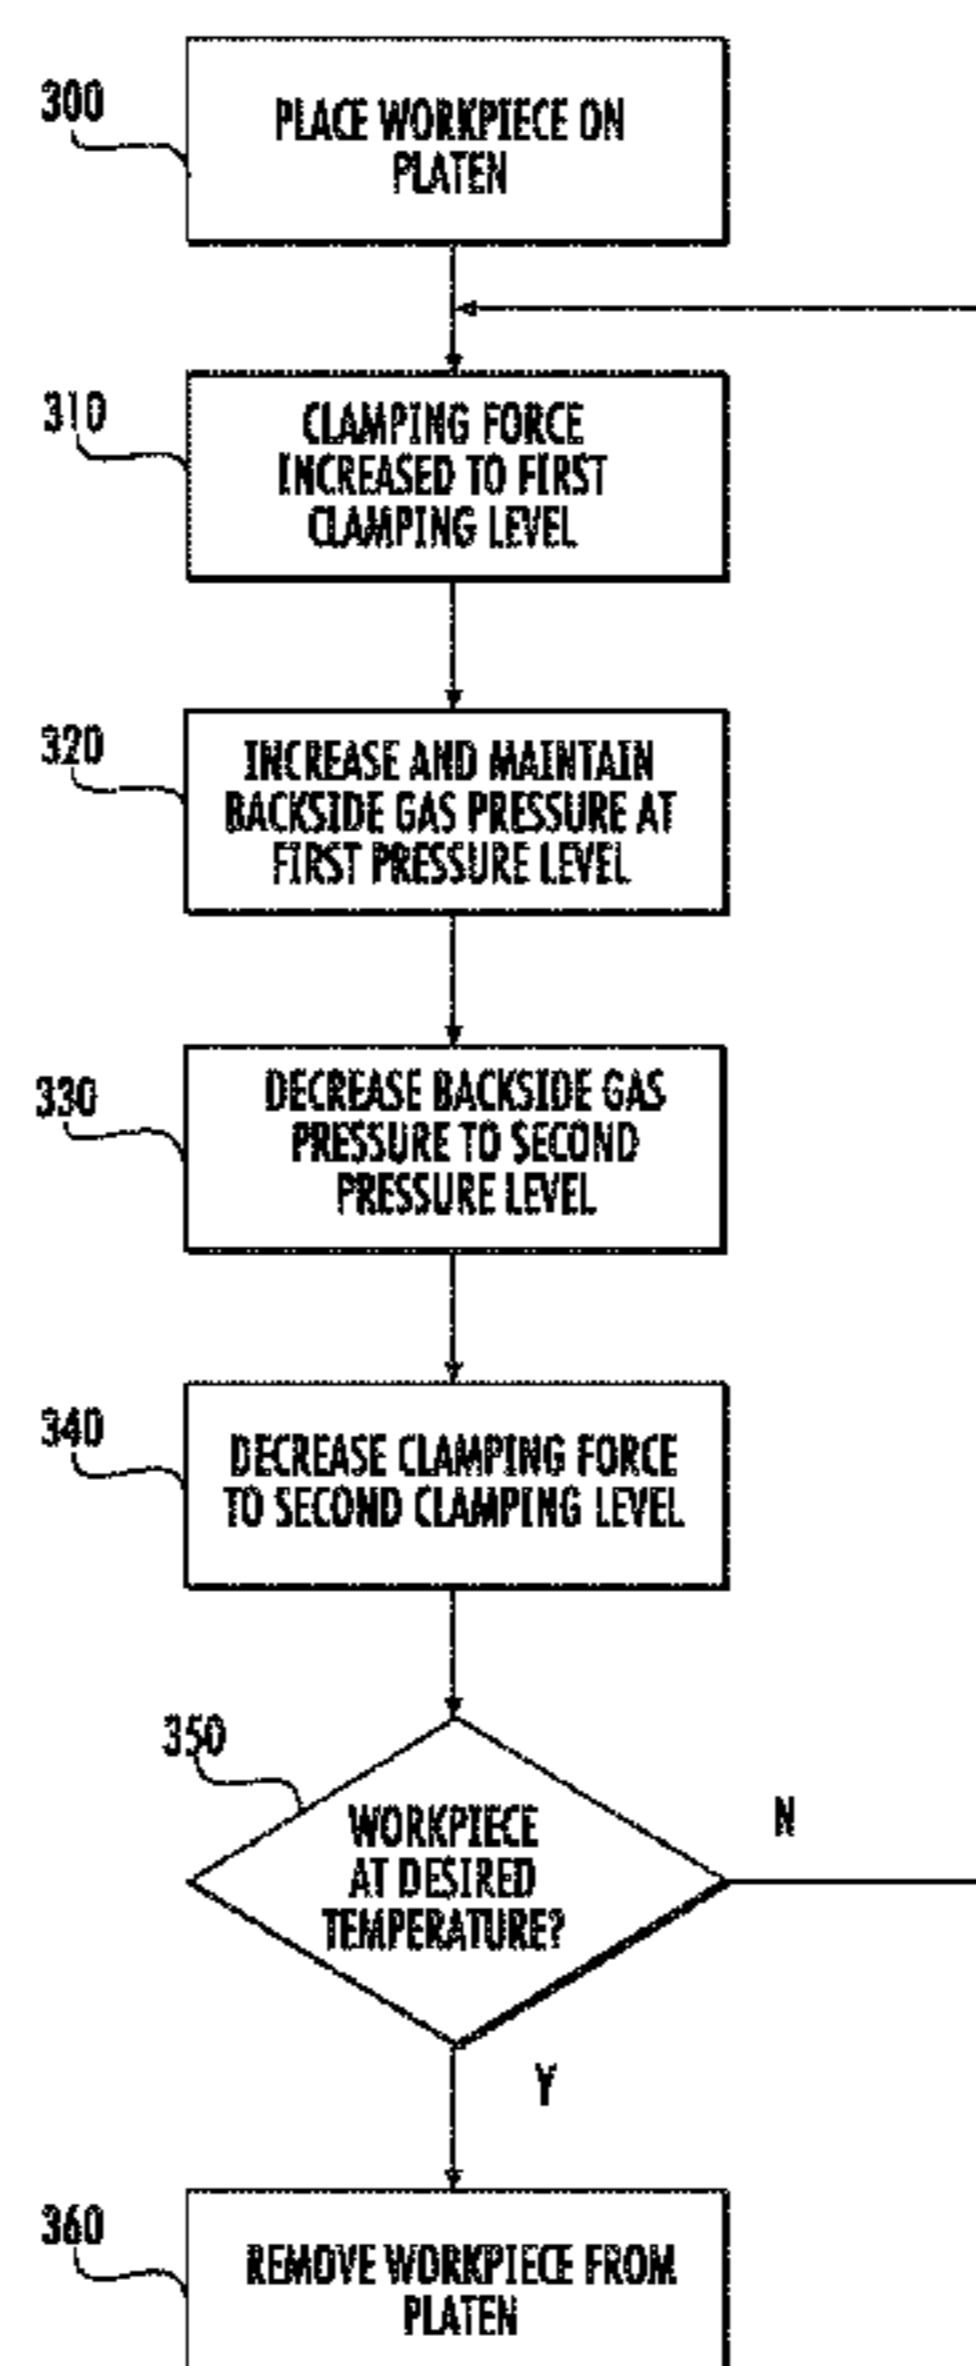 300
PLACE WORKPIECE ON
PLATEN
310
CLAMPING FORCE
INCREASED TO FIRST
CLAMPING LEVEL
320
INCREASE AND MAINTAIN
BACKSIDE GAS PRESSURE AT
FIRST PRESSURE LEVEL
330
DECREASE BACKSIDE GAS
PRESSURE TO SECOND
PRESSURE LEVEL
340
DECREASE CLAMPING FORCE
TO SECOND CLAMPING LEVEL
350
WORKPIECE
AT DESIRED
TEMPERATURE?
N
Y
360
REMOVE WORKPIECE FROM
PLATEN